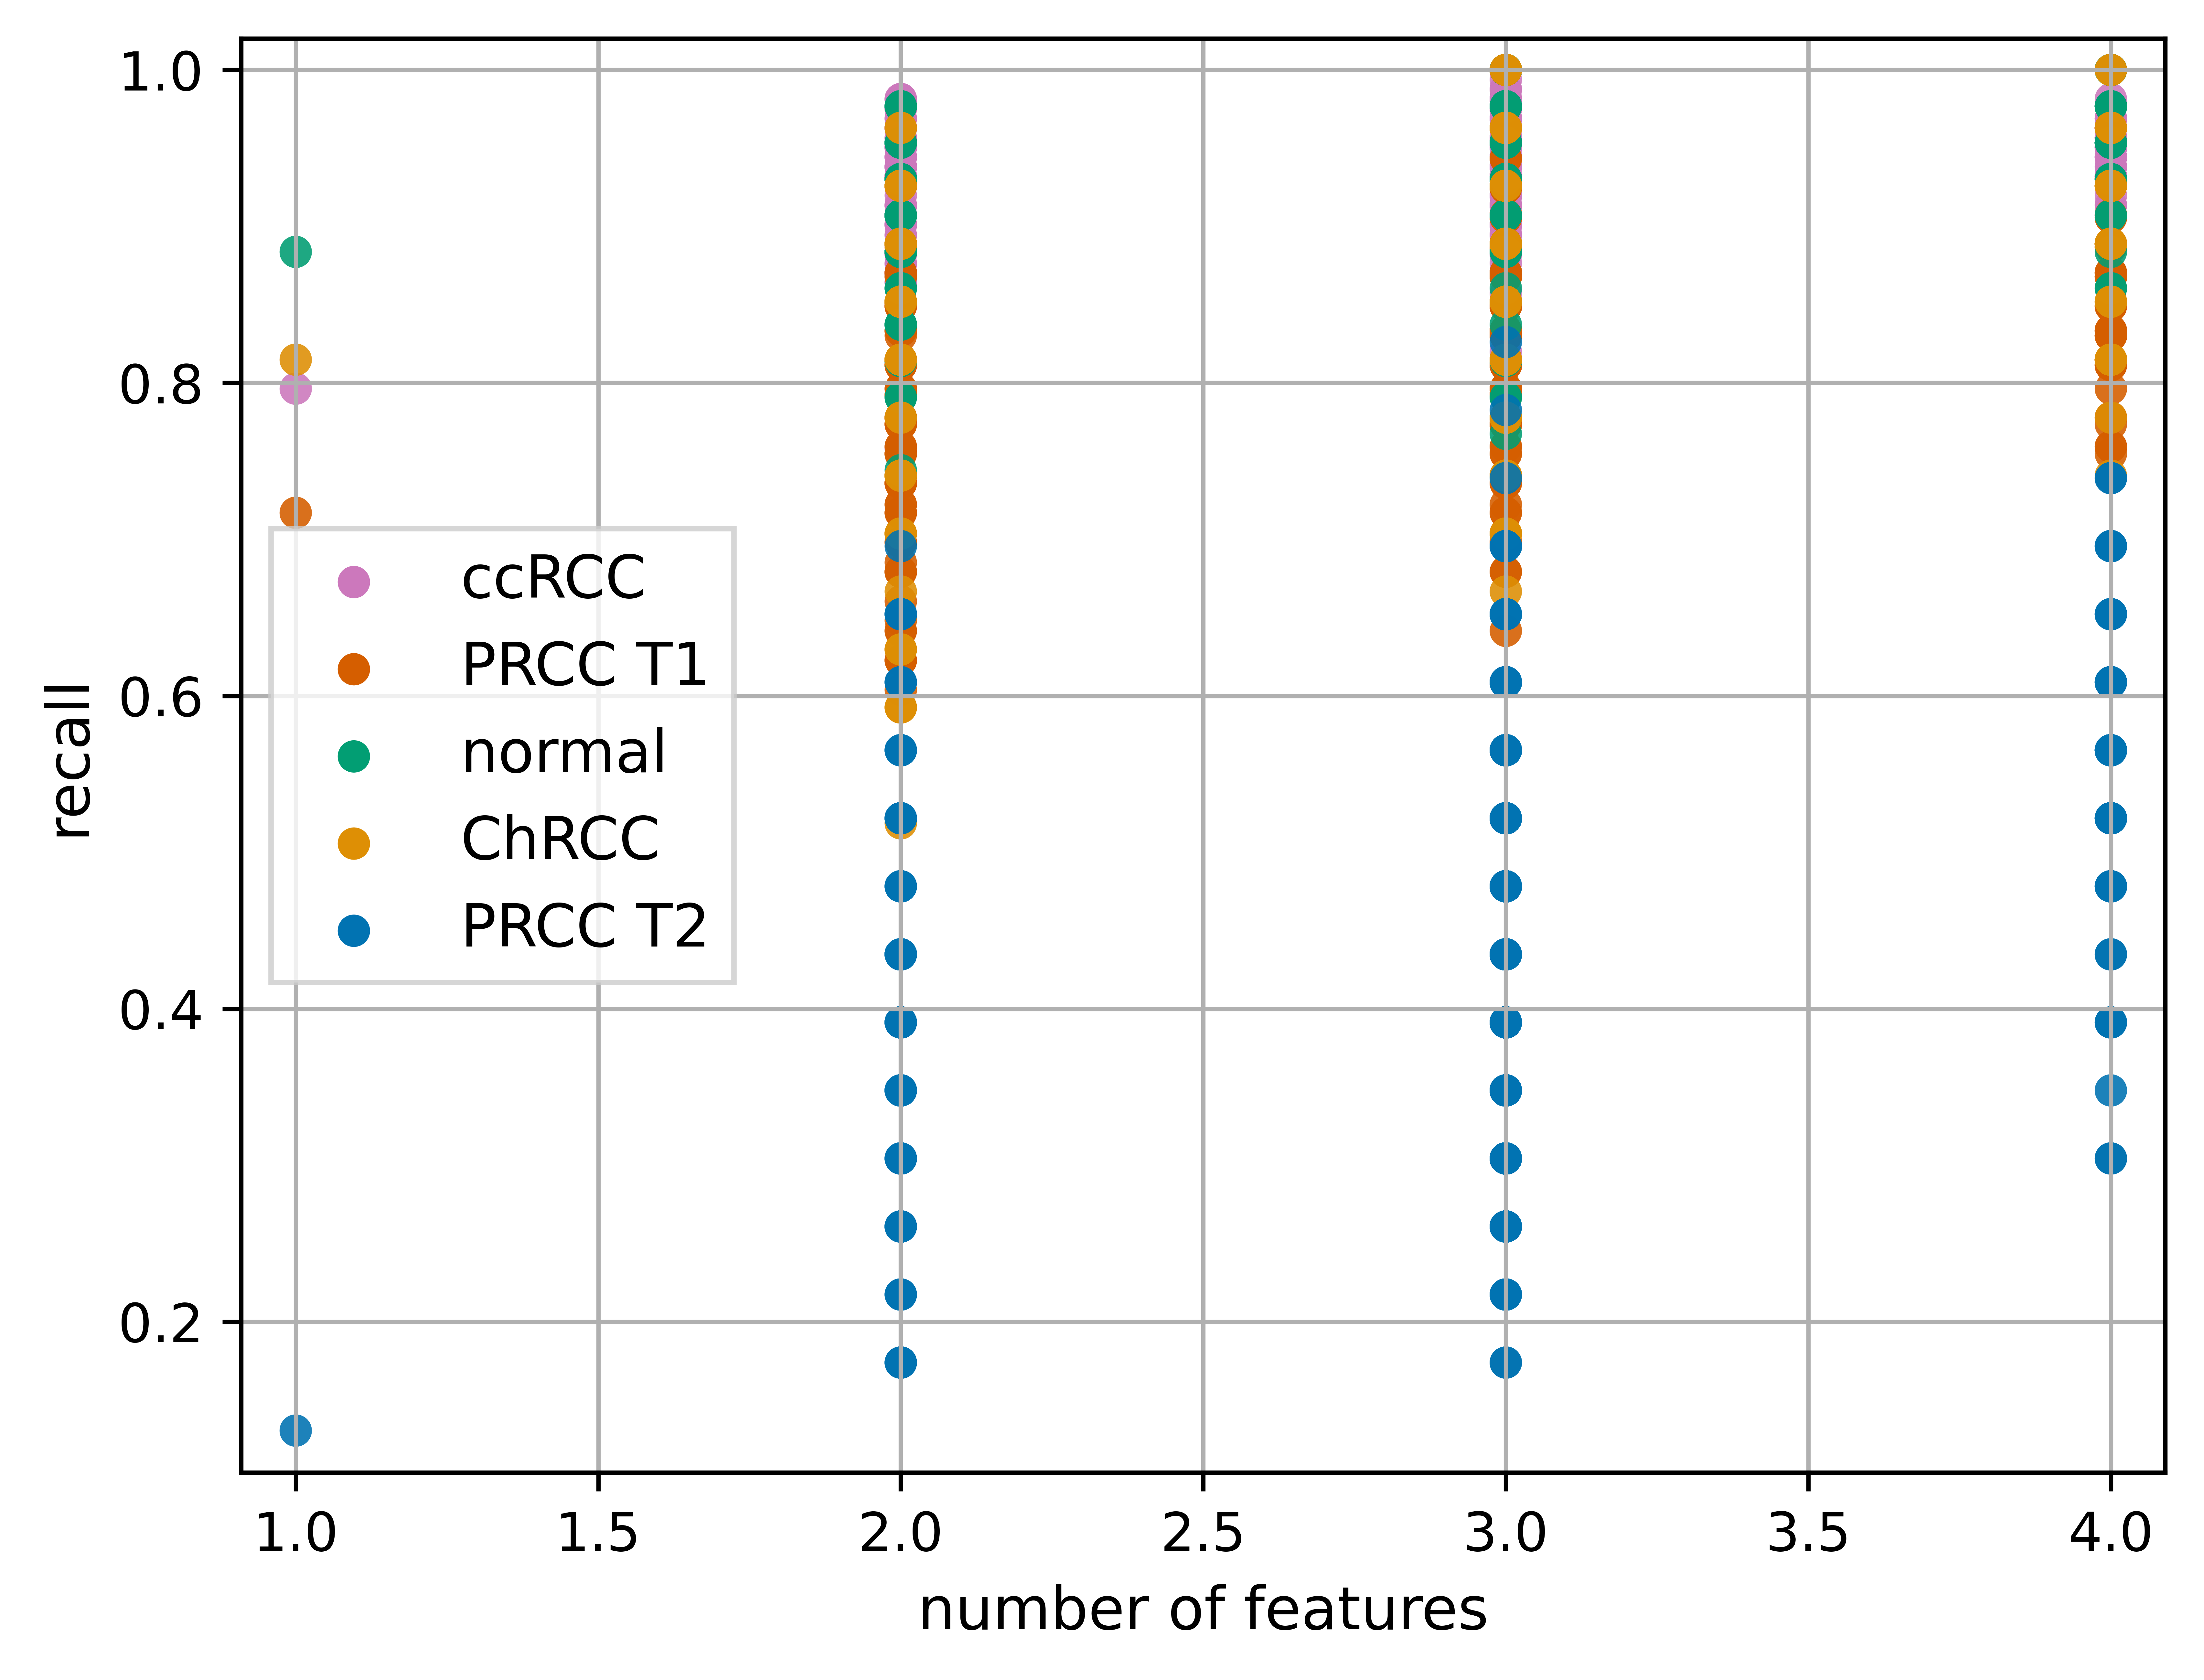 1.0
0.8
0.6
0.4
0.2
recall
ccRCC
PRCC T1
normal
ChRCC
PRCC T2
1.0 1.5 2.0 2.5 3.0 3.5 4.0
number of features